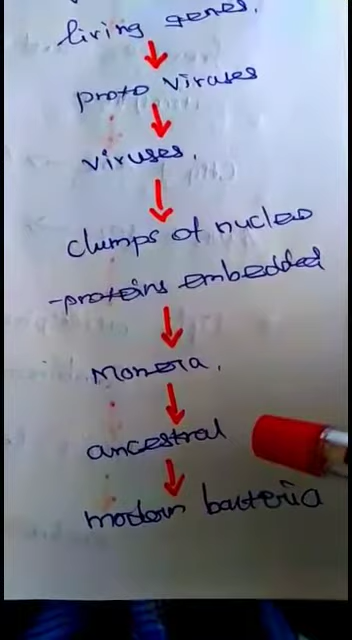 living genes.
proto viruses
viruses.
clumps of nucleo
-proteins embedded
Monera.
ancestral
modern bacteria